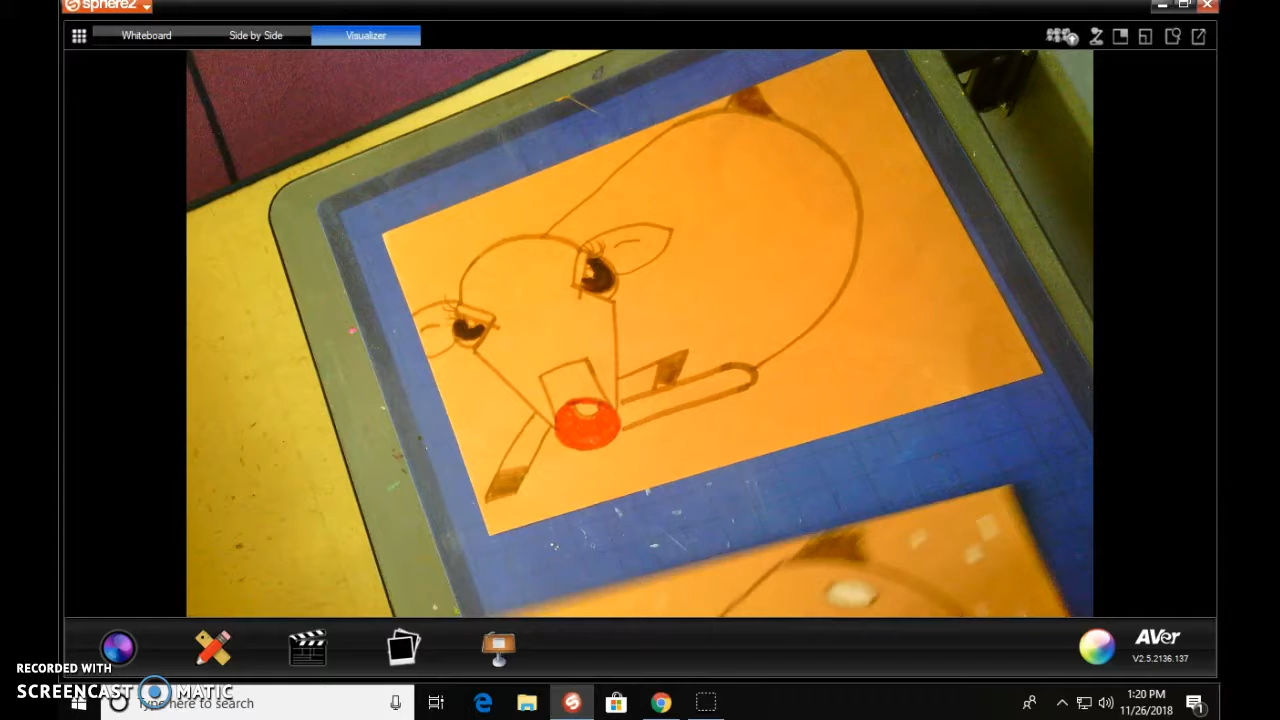 sphere2
Whiteboard
Side by Side
Visualizer
AVer
V2.5.2136.137
RECORDED WITH
SCREENCAST MATIC
Type here to search
1:20 PM
11/26/2018
1